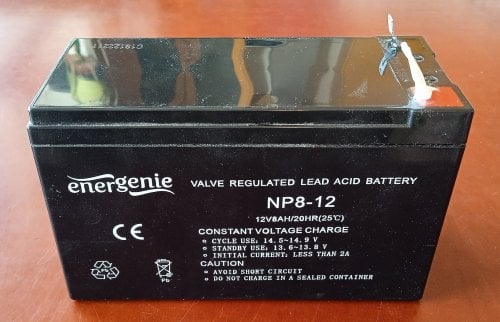 C18122211
energenie
VALVE REGULATED LEAD ACID BATTERY
NP8-12
12V8AH/20HR(25℃)
CONSTANT VOLTAGE CHARGE
CYCLE USE: 14.5~14.9 V
STANDBY USE: 13.6~13.8 V
INITIAL CURRENT: LESS THAN 2A
CAUTION
AVOID SHORT CIRCUIT
DO NOT CHARGE IN A SEALED CONTAINER
CE
Pb